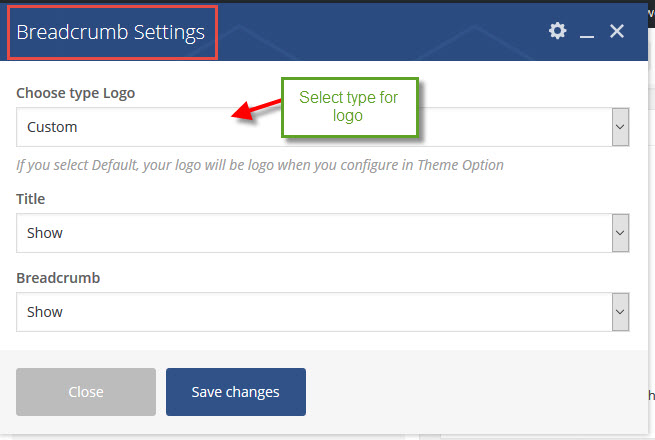 Breadcrumb Settings
Choose type Logo
Select type for
logo
Custom
If you select Default, your logo will be logo when you configure in Theme Option
Title
Show
Breadcrumb
Show
Close
Save changes